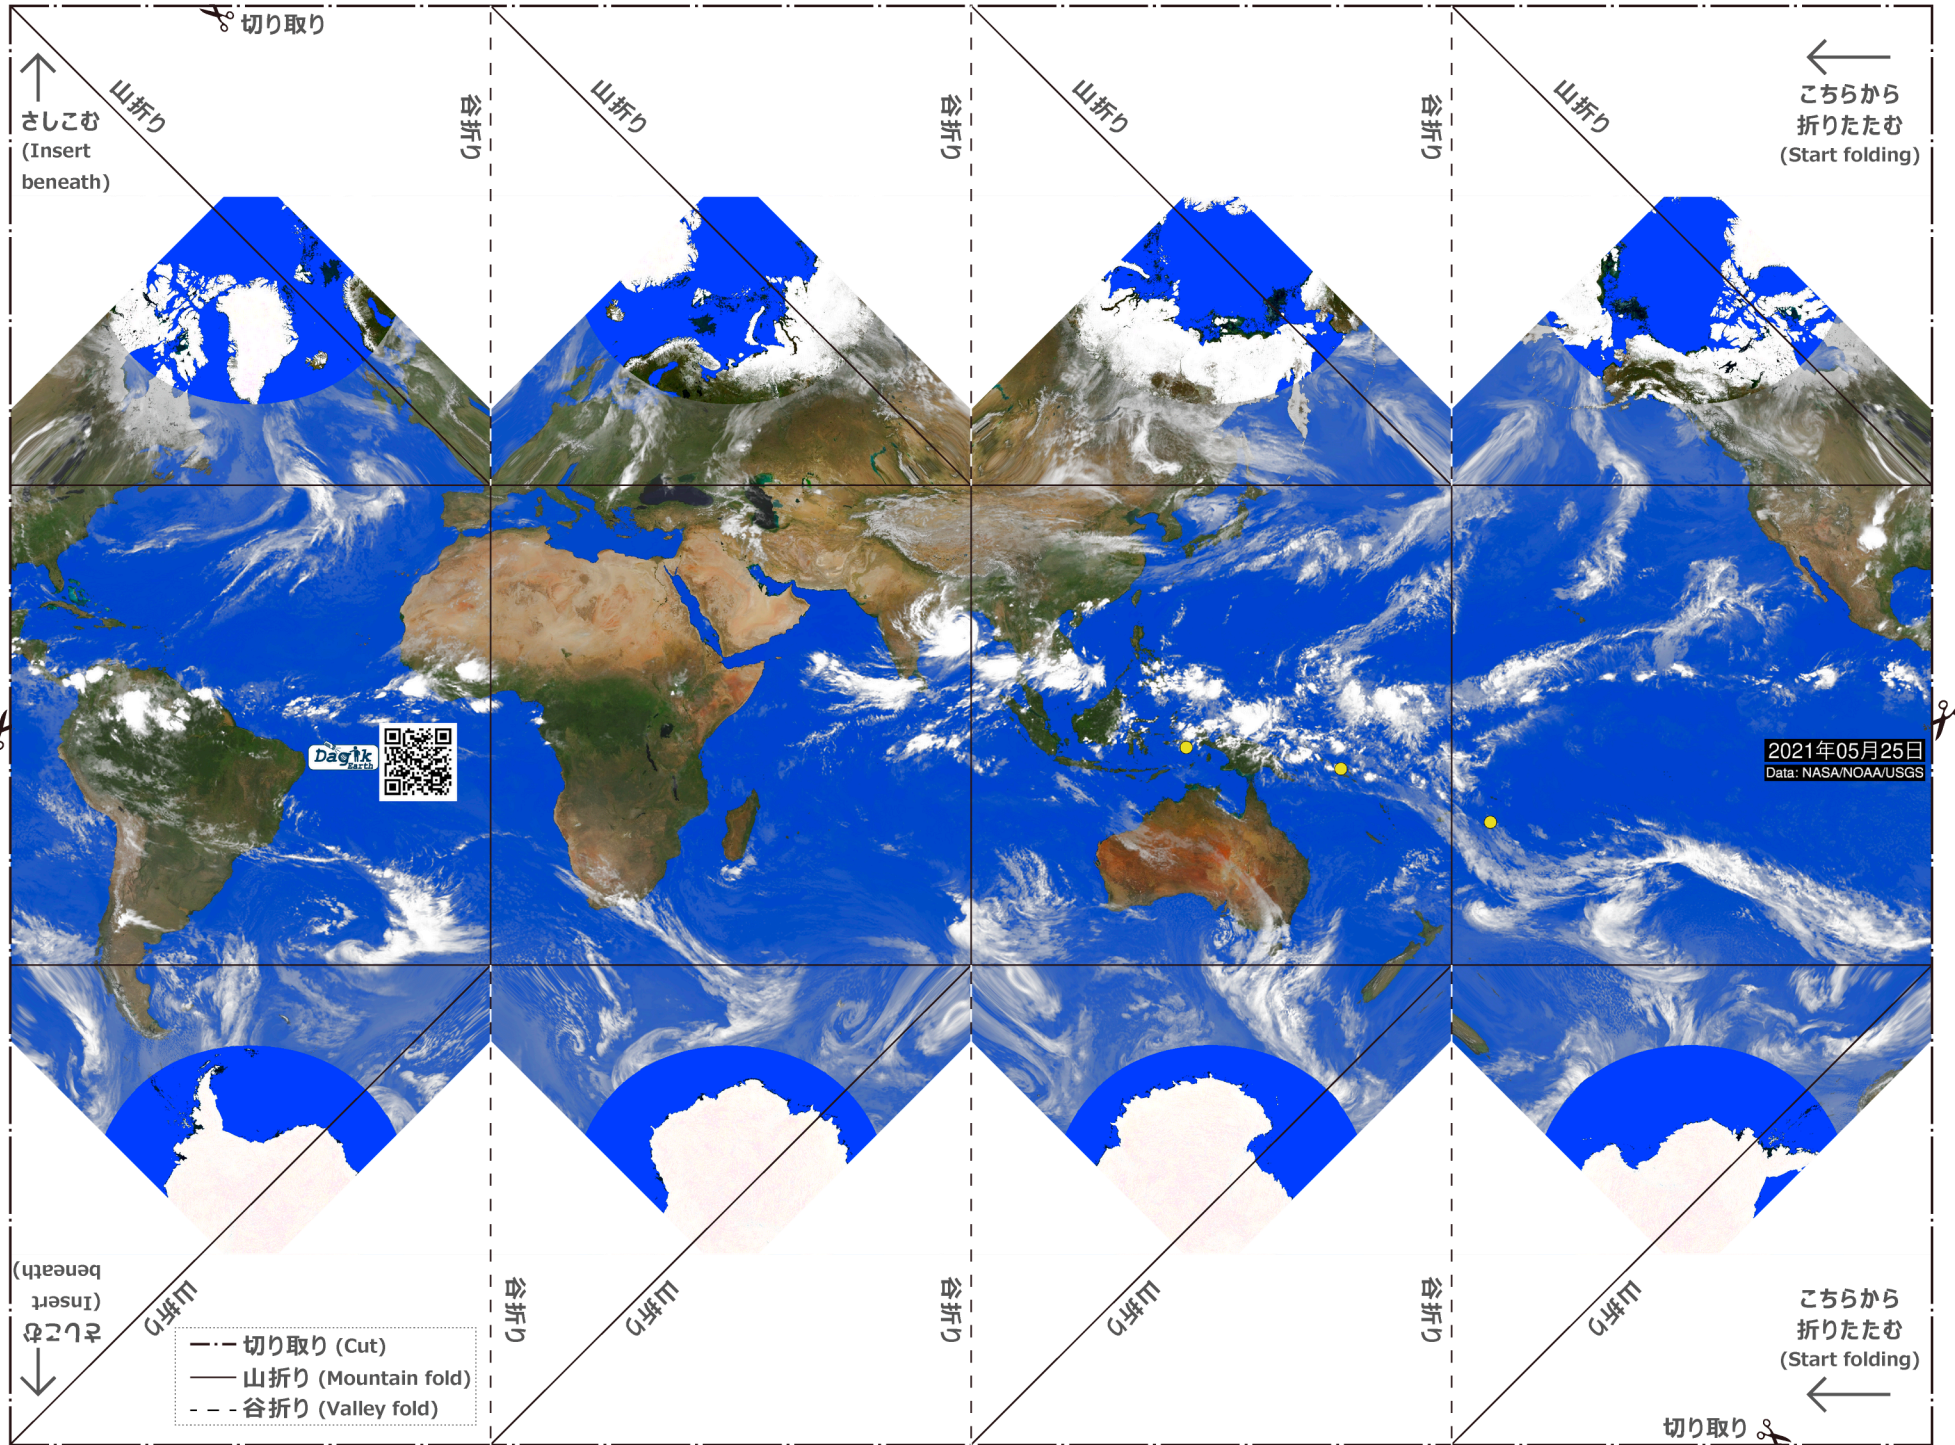 切り取り
さしこむ
(Insert
beneath)
山折り
谷折り
山折り
谷折り
山折り
谷折り
山折り
こちらから
折りたたむ
(Start folding)
Dagik
Earth
2021年05月25日
Data: NASA/NOAA/USGS
さしこむ
(Insert
beneath)
山折り
谷折り
山折り
谷折り
山折り
谷折り
山折り
こちらから
折りたたむ
(Start folding)
切り取り (Cut)
山折り (Mountain fold)
谷折り (Valley fold)
切り取り